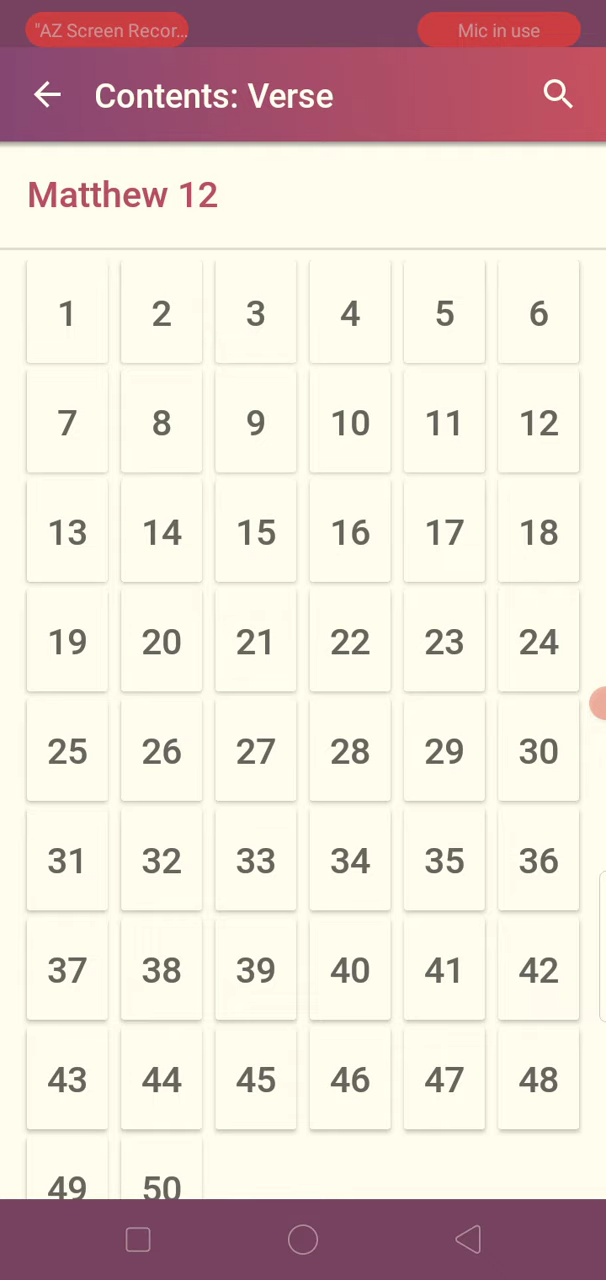 "AZ Screen Recor... Mic in use
Contents: Verse
Matthew 12
1 2 3 4 5 6
7 8 9 10 11 12
13 14 15 16 17 18
19 20 21 22 23 24
25 26 27 28 29 30
31 32 33 34 35 36
37 38 39 40 41 42
43 44 45 46 47 48
49 50